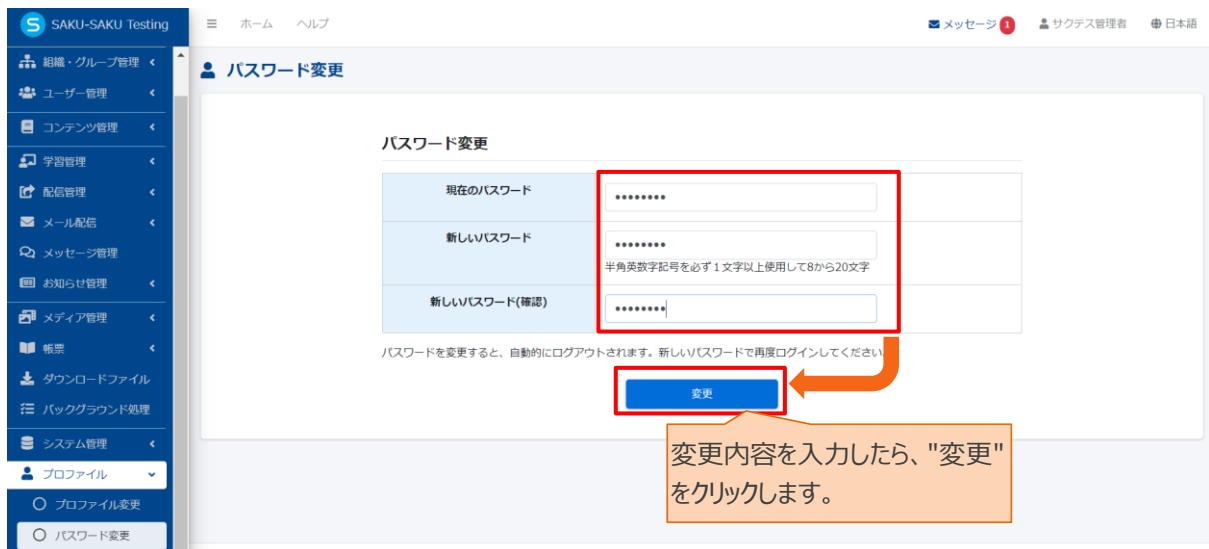 SAKU-SAKU Testing
ホーム ヘルプ
メッセージ 1 サクテス管理者 日本語
組織・グループ管理
ユーザー管理
コンテンツ管理
学習管理
配信管理
メール配信
メッセージ管理
お知らせ管理
メディア管理
帳票
ダウンロードファイル
バックグラウンド処理
システム管理
プロファイル
プロファイル変更
パスワード変更
パスワード変更
パスワード変更
現在のパスワード
••••••••
新しいパスワード
••••••••
半角英数字記号を必ず１文字以上使用して8から20文字
新しいパスワード(確認)
••••••••
パスワードを変更すると、自動的にログアウトされます。新しいパスワードで再度ログインしてください。
変更
変更内容を入力したら、"変更"
をクリックします。